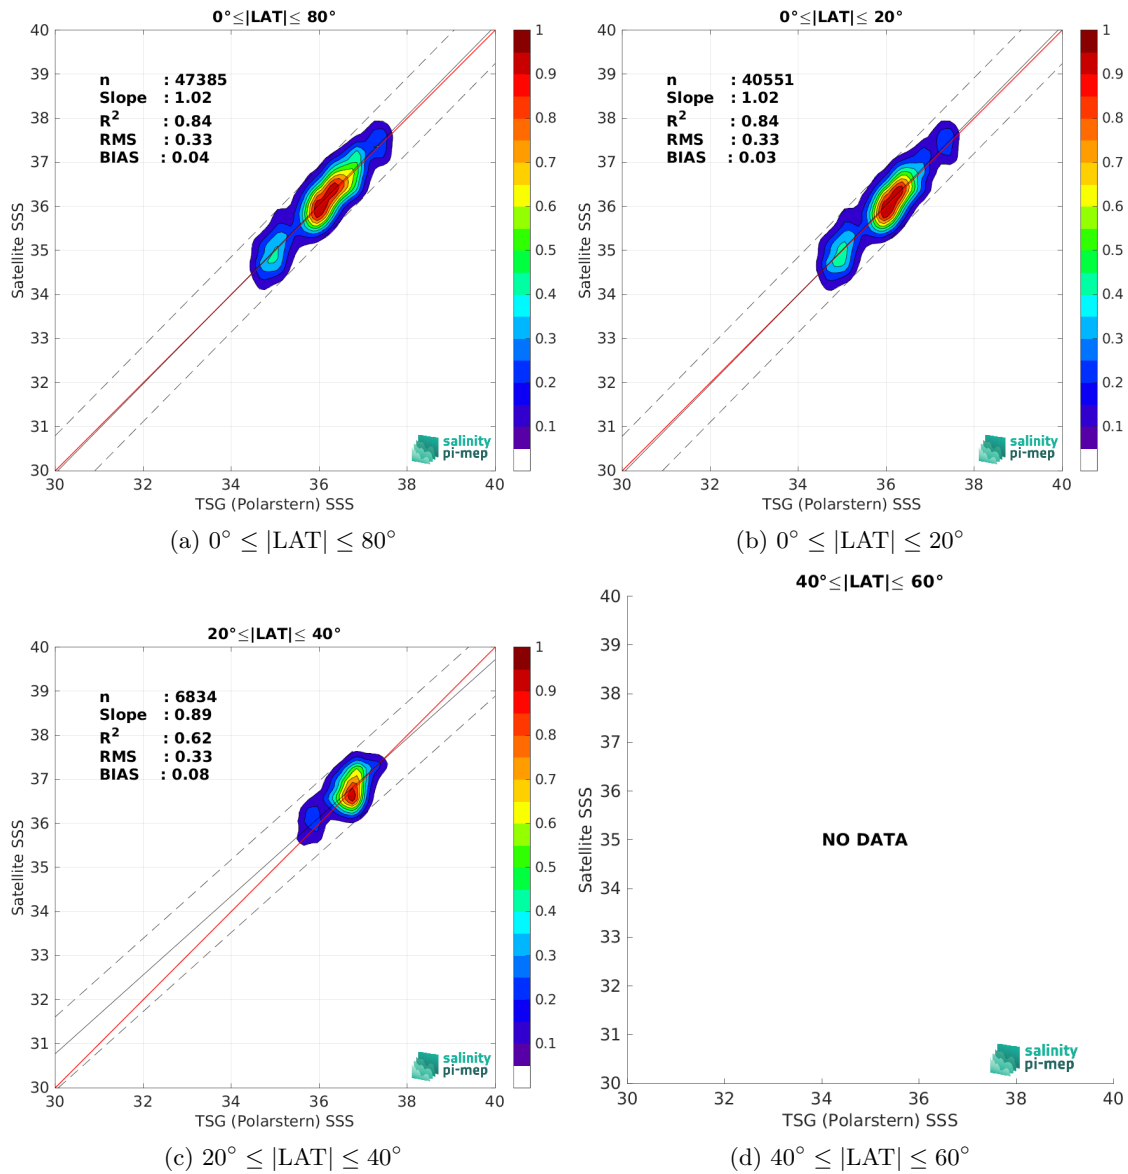 0°≤|LAT|≤ 80°
40
39
38
37
36
35
34
33
32
31
30
Satellite SSS
n : 47385
Slope : 1.02
R² : 0.84
RMS : 0.33
BIAS : 0.04
1
0.9
0.8
0.7
0.6
0.5
0.4
0.3
0.2
0.1
salinity
pi-mep
30 32 34 36 38 40
TSG (Polarstern) SSS
(a) 0° ≤ |LAT| ≤ 80°
0°≤|LAT|≤ 20°
40
39
38
37
36
35
34
33
32
31
30
Satellite SSS
n : 40551
Slope : 1.02
R² : 0.84
RMS : 0.33
BIAS : 0.03
1
0.9
0.8
0.7
0.6
0.5
0.4
0.3
0.2
0.1
salinity
pi-mep
30 32 34 36 38 40
TSG (Polarstern) SSS
(b) 0° ≤ |LAT| ≤ 20°
20°≤|LAT|≤ 40°
40
39
38
37
36
35
34
33
32
31
30
Satellite SSS
n : 6834
Slope : 0.89
R² : 0.62
RMS : 0.33
BIAS : 0.08
1
0.9
0.8
0.7
0.6
0.5
0.4
0.3
0.2
0.1
salinity
pi-mep
30 32 34 36 38 40
TSG (Polarstern) SSS
(c) 20° ≤ |LAT| ≤ 40°
40°≤|LAT|≤ 60°
40
39
38
37
36
35
34
33
32
31
30
Satellite SSS
NO DATA
salinity
pi-mep
30 32 34 36 38 40
TSG (Polarstern) SSS
(d) 40° ≤ |LAT| ≤ 60°